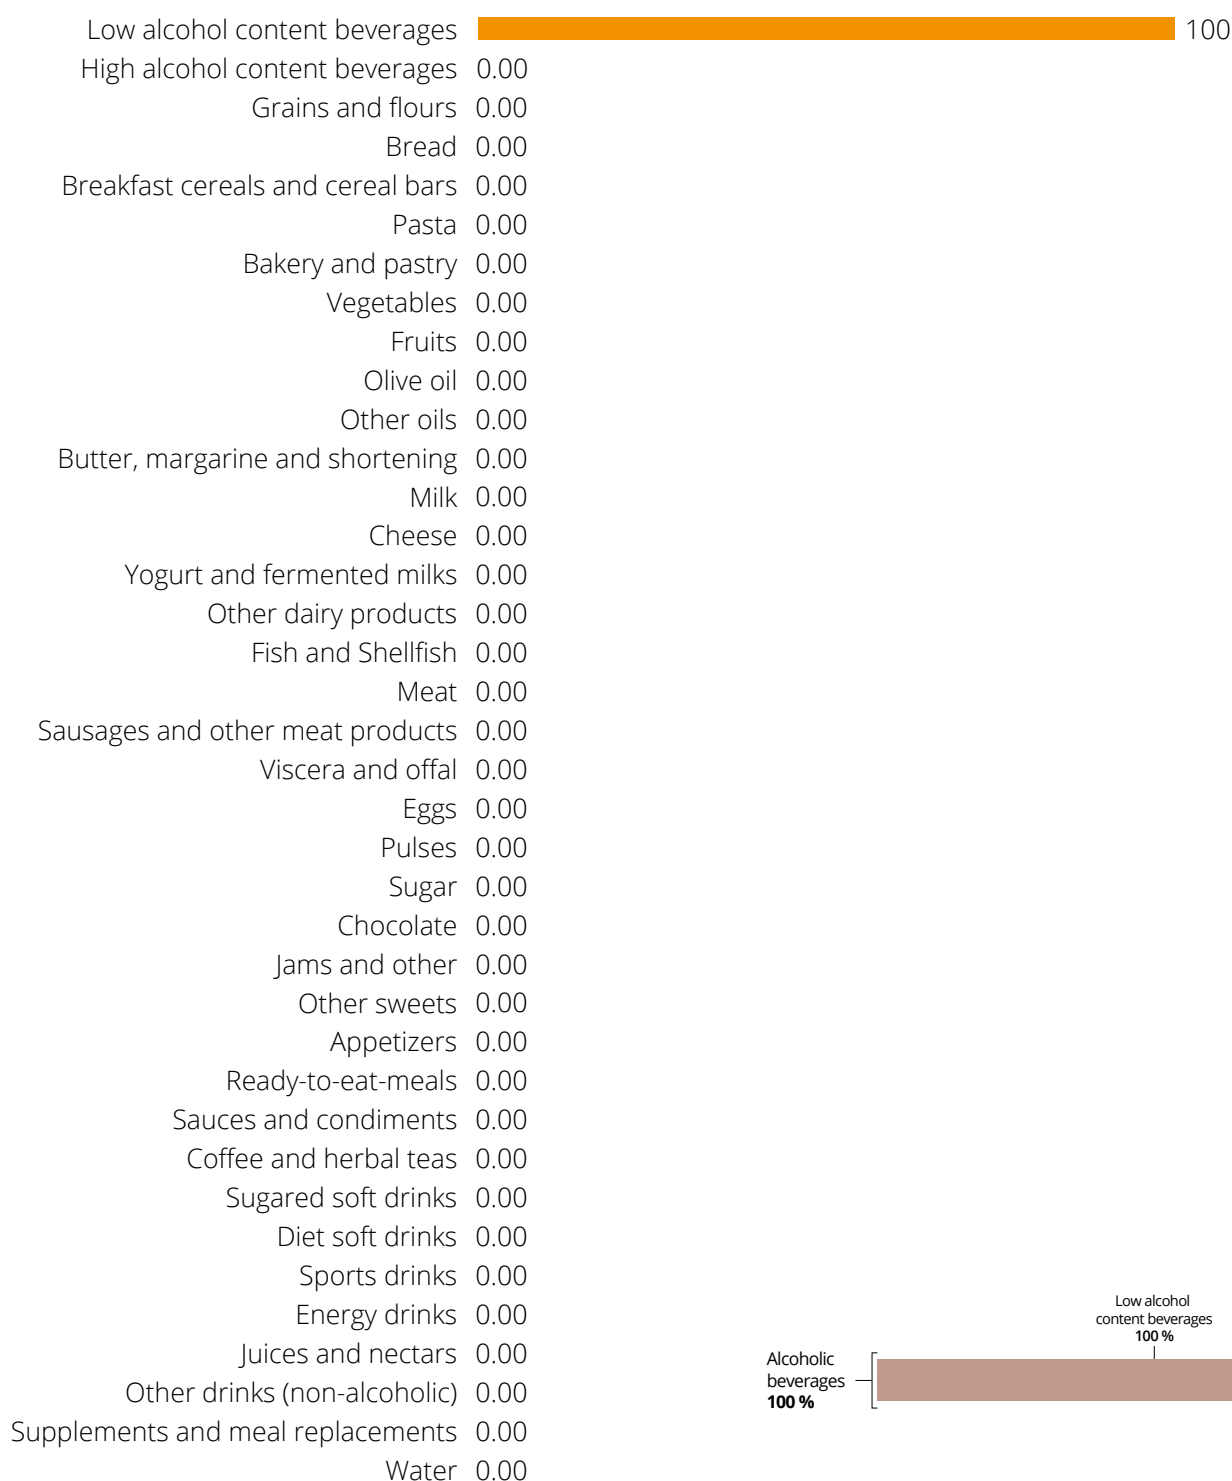 Low alcohol content beverages 100
High alcohol content beverages 0.00
Grains and flours 0.00
Bread 0.00
Breakfast cereals and cereal bars 0.00
Pasta 0.00
Bakery and pastry 0.00
Vegetables 0.00
Fruits 0.00
Olive oil 0.00
Other oils 0.00
Butter, margarine and shortening 0.00
Milk 0.00
Cheese 0.00
Yogurt and fermented milks 0.00
Other dairy products 0.00
Fish and Shellfish 0.00
Meat 0.00
Sausages and other meat products 0.00
Viscera and offal 0.00
Eggs 0.00
Pulses 0.00
Sugar 0.00
Chocolate 0.00
Jams and other 0.00
Other sweets 0.00
Appetizers 0.00
Ready-to-eat-meals 0.00
Sauces and condiments 0.00
Coffee and herbal teas 0.00
Sugared soft drinks 0.00
Diet soft drinks 0.00
Sports drinks 0.00
Energy drinks 0.00
Juices and nectars 0.00
Other drinks (non-alcoholic) 0.00
Supplements and meal replacements 0.00
Water 0.00
Low alcohol
content beverages
100 %
Alcoholic
beverages
100 %